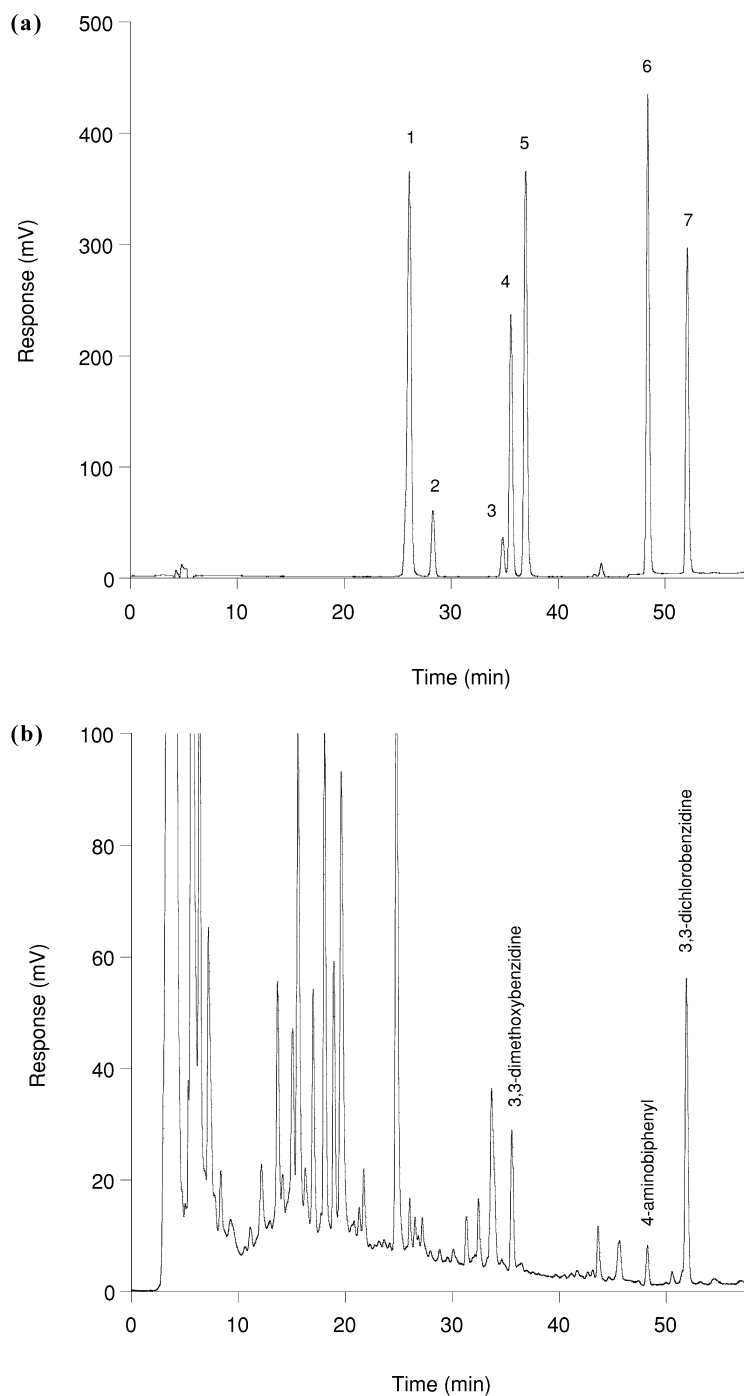 (a)
500
400
300
200
100
0
Response (mV)
1
2
3
4
5
6
7
0 10 20 30 40 50
Time (min)
(b)
100
80
60
40
20
0
Response (mV)
3,3-dimethoxybenzidine
4-aminobiphenyl
3,3-dichlorobenzidine
0 10 20 30 40 50
Time (min)